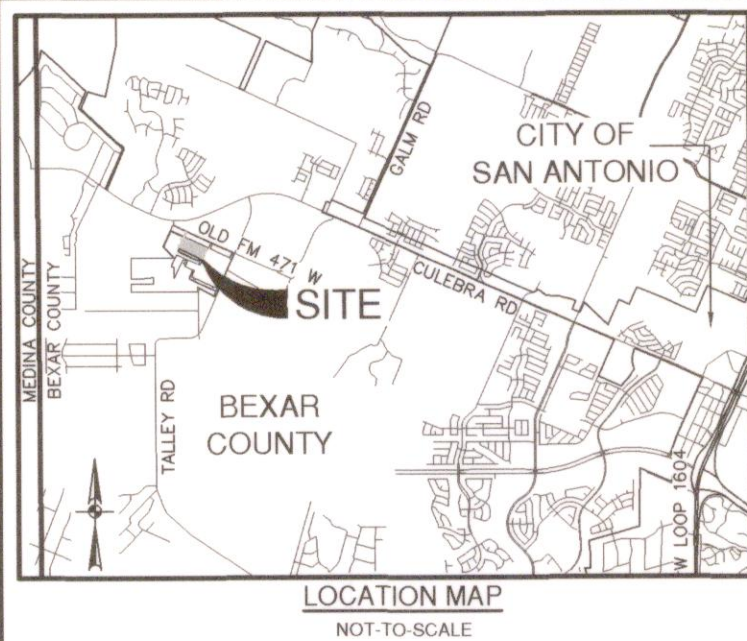 GALM RD
CITY OF
SAN ANTONIO
OLD FM 471 W
CULEBRA RD
SITE
MEDINA COUNTY
BEXAR COUNTY
TALLEY RD
BEXAR
COUNTY
W LOOP 1604
LOCATION MAP
NOT-TO-SCALE